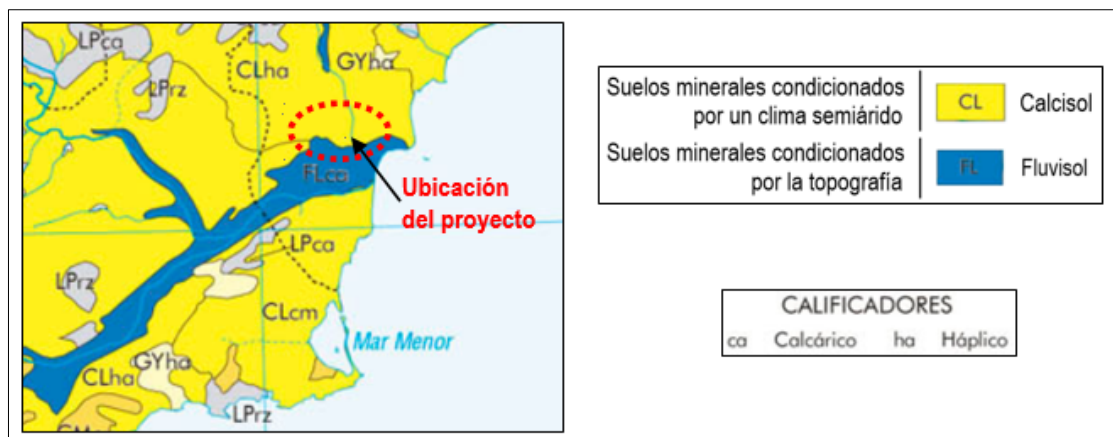 LPca
CLha
GYha
LPrz
FLca
Ubicación
del proyecto
LPca
LPrz
CLcm
Mar Menor
GYha
CLha
LPrz
Suelos minerales condicionados
por un clima semiárido
CL
Calcisol
Suelos minerales condicionados
por la topografía
FL
Fluvisol
CALIFICADORES
ca Calcárico ha Háplico